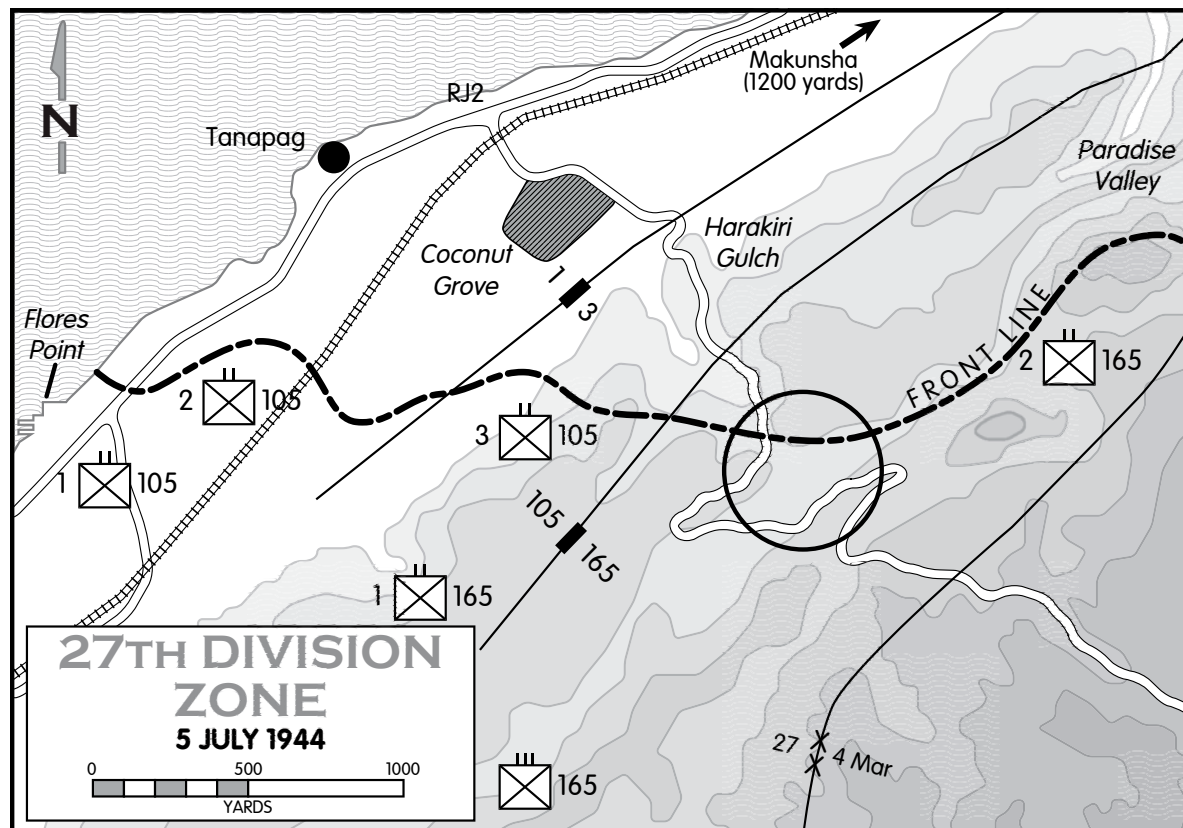 Makunsha
(1200 yards)
RJ2
N
Tanapag
Paradise
Valley
Harakiri
Gulch
Coconut
Grove
1
3
Flores
Point
FRONT LINE
2 165
2 105
3 105
1 105
105
165
1 165
27TH DIVISION
ZONE
5 JULY 1944
0 500 1000
YARDS
27 4 Mar
165